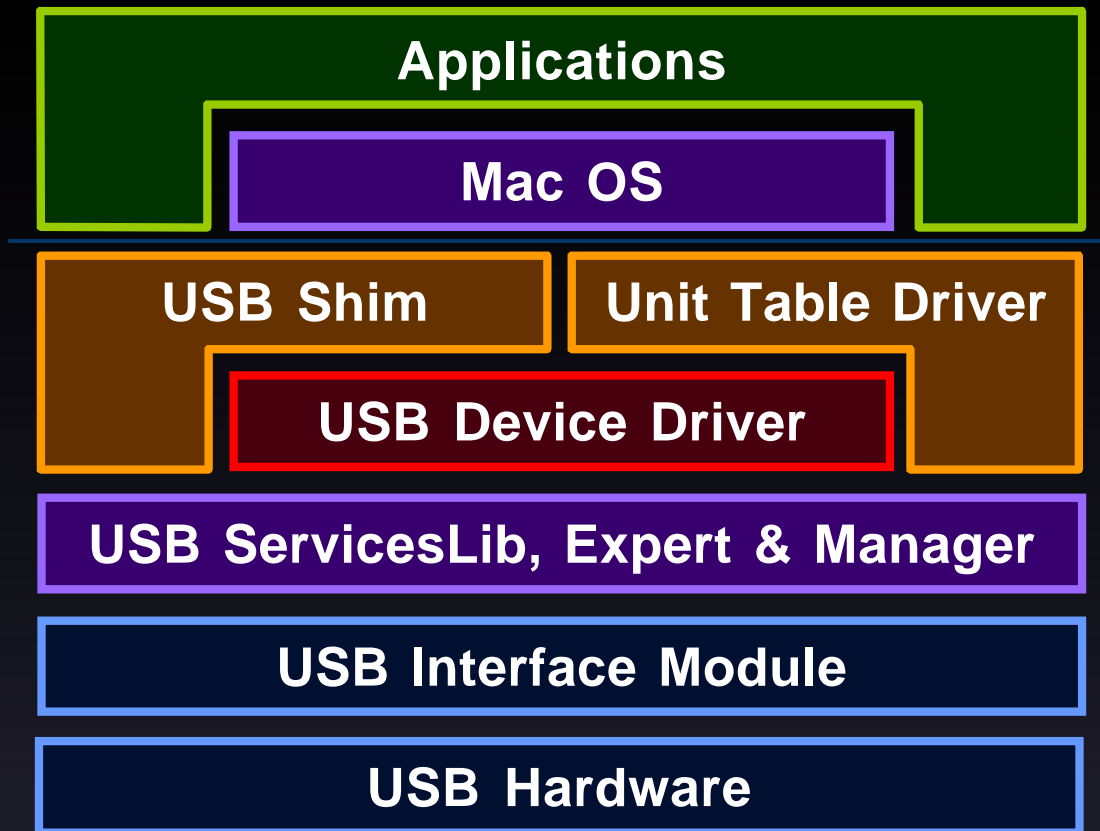 Applications
Mac OS
USB Shim
Unit Table Driver
USB Device Driver
USB ServicesLib, Expert & Manager
USB Interface Module
USB Hardware